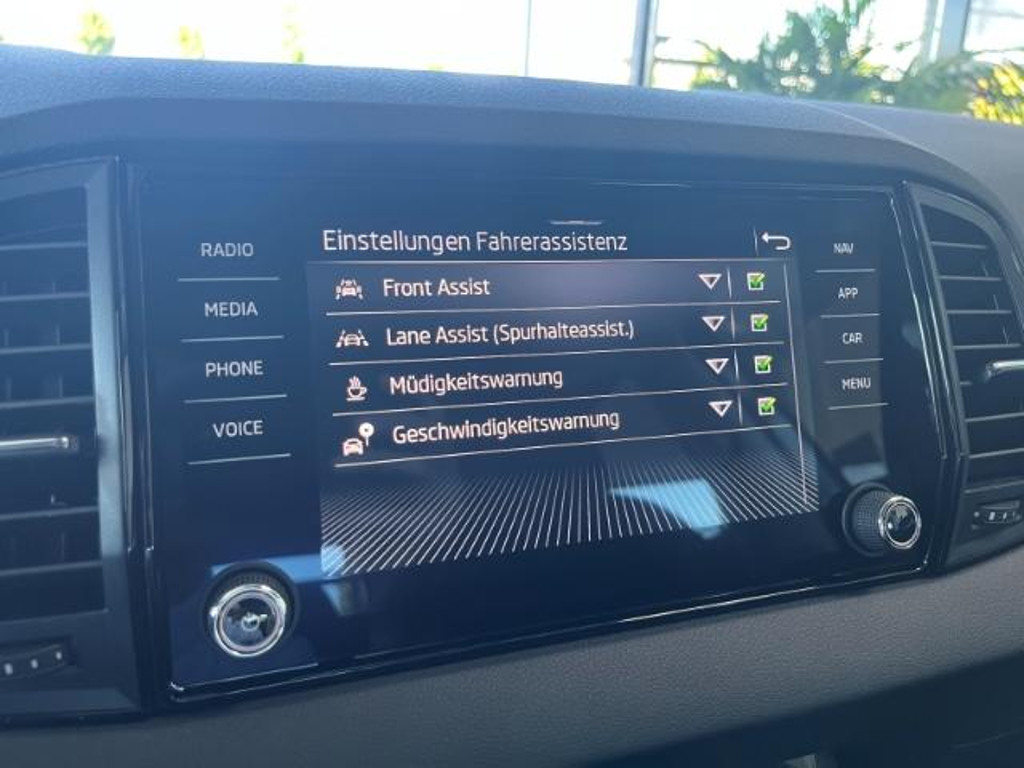 Einstellungen Fahrerassistenz
RADIO
MEDIA
PHONE
VOICE
Front Assist
Lane Assist (Spurhalteassist.)
Müdigkeitswarnung
Geschwindigkeitswarnung
NAV
APP
CAR
MENU